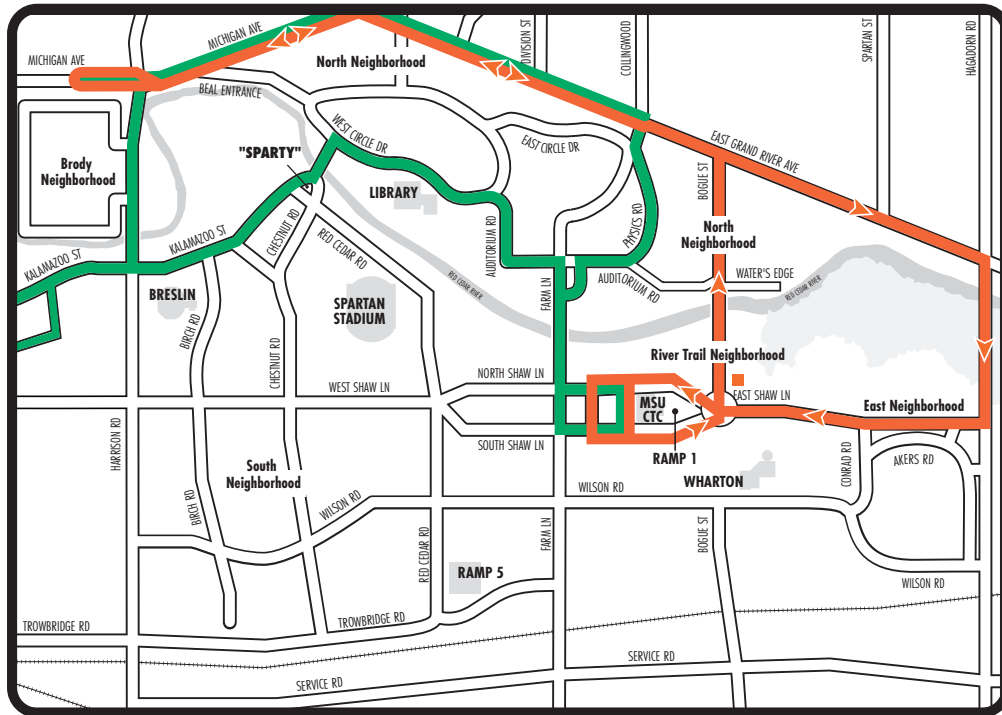 MICHIGAN AVE
MICHIGAN AVE
North Neighborhood
DIVISION ST
COLLINGWOOD
SPARTAN ST
HAGADORN RD
BEAL ENTRANCE
WEST CIRCLE DR
EAST CIRCLE DR
EAST GRAND RIVER AVE
Brody
Neighborhood
"SPARTY"
LIBRARY
BOGUE ST
CHESTNUT RD
RED CEDAR RD
AUDITORIUM RD
PHYSICS RD
North
Neighborhood
KALAMAZOO ST
KALAMAZOO ST
RED CEDAR RIVER
FARM LN
AUDITORIUM RD
WATER'S EDGE
RED CEDAR RIVER
BRESLIN
SPARTAN
STADIUM
BIRCH RD
CHESTNUT RD
River Trail Neighborhood
NORTH SHAW LN
WEST SHAW LN
EAST SHAW LN
MSU
CTC
East Neighborhood
HARRISON RD
SOUTH SHAW LN
RAMP 1
CONRAD RD
AKERS RD
South
Neighborhood
WHARTON
WILSON RD
WILSON RD
BIRCH RD
RED CEDAR RD
FARM LN
BOGUE ST
RAMP 5
WILSON RD
TROWBRIDGE RD
TROWBRIDGE RD
SERVICE RD
SERVICE RD